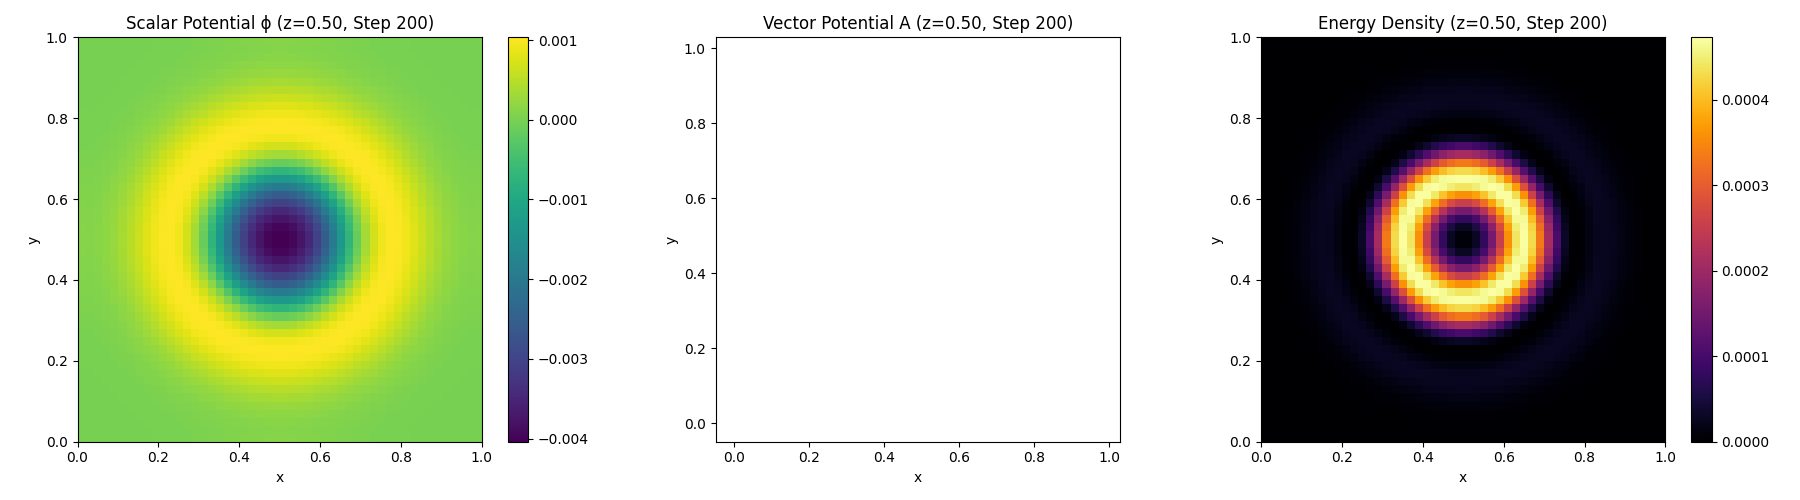 Scalar Potential ϕ (z=0.50, Step 200)
1.0
0.8
0.6
0.4
0.2
0.0
y
0.0 0.2 0.4 0.6 0.8 1.0
x
0.001
0.000
−0.001
−0.002
−0.003
−0.004
Vector Potential A (z=0.50, Step 200)
1.0
0.8
0.6
0.4
0.2
0.0
y
0.0 0.2 0.4 0.6 0.8 1.0
x
Energy Density (z=0.50, Step 200)
1.0
0.8
0.6
0.4
0.2
0.0
y
0.0 0.2 0.4 0.6 0.8 1.0
x
0.0004
0.0003
0.0002
0.0001
0.0000